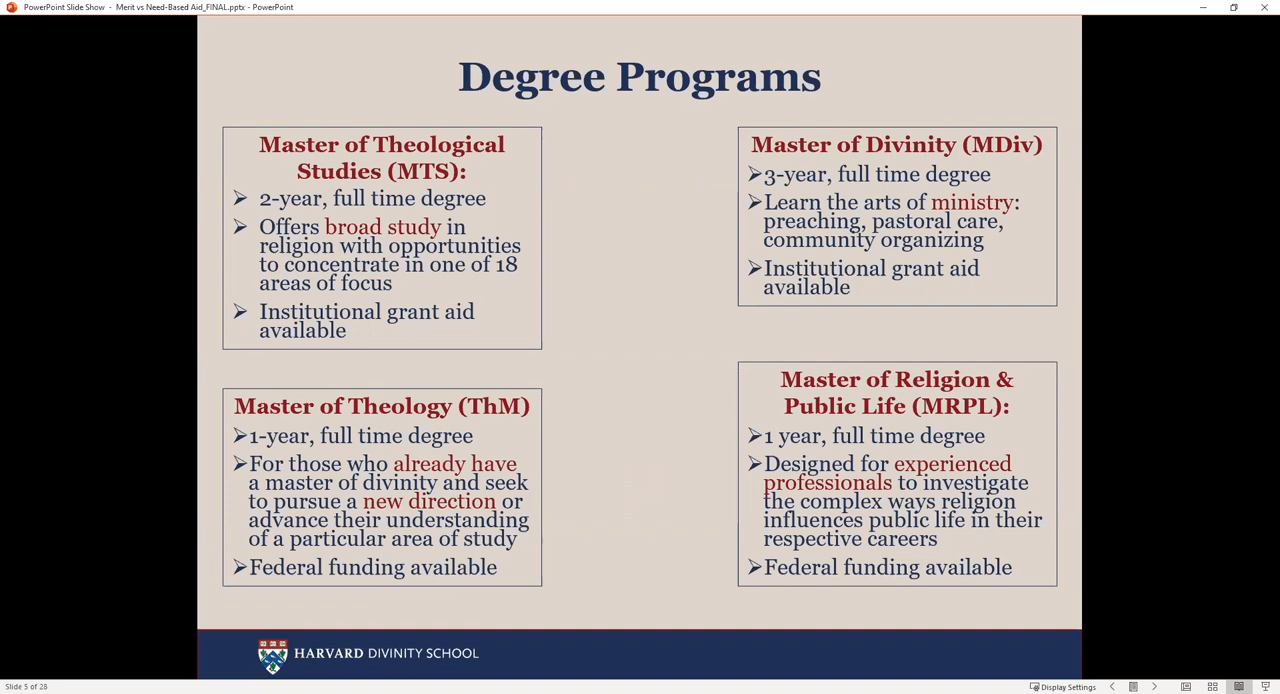 PowerPoint Slide Show - Merit vs Need-Based Aid_FINAL.pptx - PowerPoint
Degree Programs
Master of Theological
Studies (MTS):
➢ 2-year, full time degree
➢ Offers broad study in
religion with opportunities
to concentrate in one of 18
areas of focus
➢ Institutional grant aid
available
Master of Divinity (MDiv)
➢3-year, full time degree
➢Learn the arts of ministry:
preaching, pastoral care,
community organizing
➢Institutional grant aid
available
Master of Theology (ThM)
➢1-year, full time degree
➢For those who already have
a master of divinity and seek
to pursue a new direction or
advance their understanding
of a particular area of study
➢Federal funding available
Master of Religion &
Public Life (MRPL):
➢1 year, full time degree
➢Designed for experienced
professionals to investigate
the complex ways religion
influences public life in their
respective careers
➢Federal funding available
HARVARD DIVINITY SCHOOL
Slide 5 of 28
Display Settings